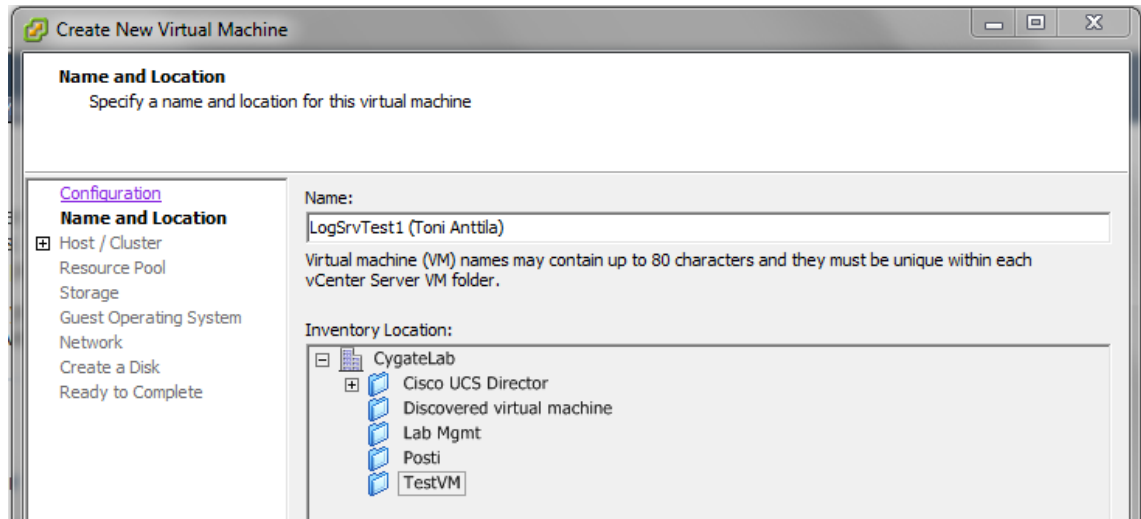 Create New Virtual Machine
Name and Location
Specify a name and location for this virtual machine
Configuration
Name and Location
Host / Cluster
Resource Pool
Storage
Guest Operating System
Network
Create a Disk
Ready to Complete
Name:
LogSrvTest1 (Toni Anttila)
Virtual machine (VM) names may contain up to 80 characters and they must be unique within each
vCenter Server VM folder.
Inventory Location:
CygateLab
Cisco UCS Director
Discovered virtual machine
Lab Mgmt
Posti
TestVM